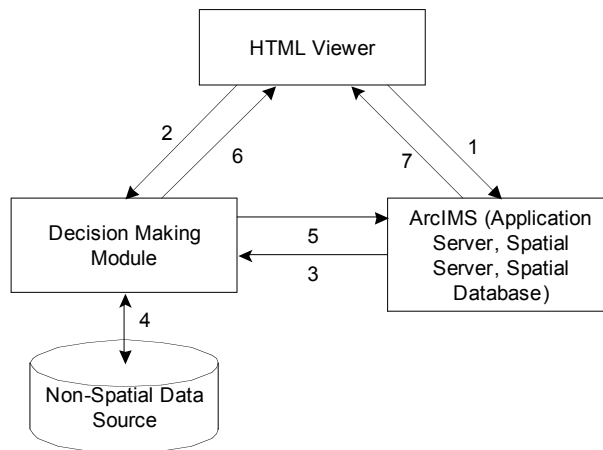 HTML Viewer
2
6
7
1
Decision Making
Module
5
3
ArcIMS (Application
Server, Spatial
Server, Spatial
Database)
4
Non-Spatial Data
Source